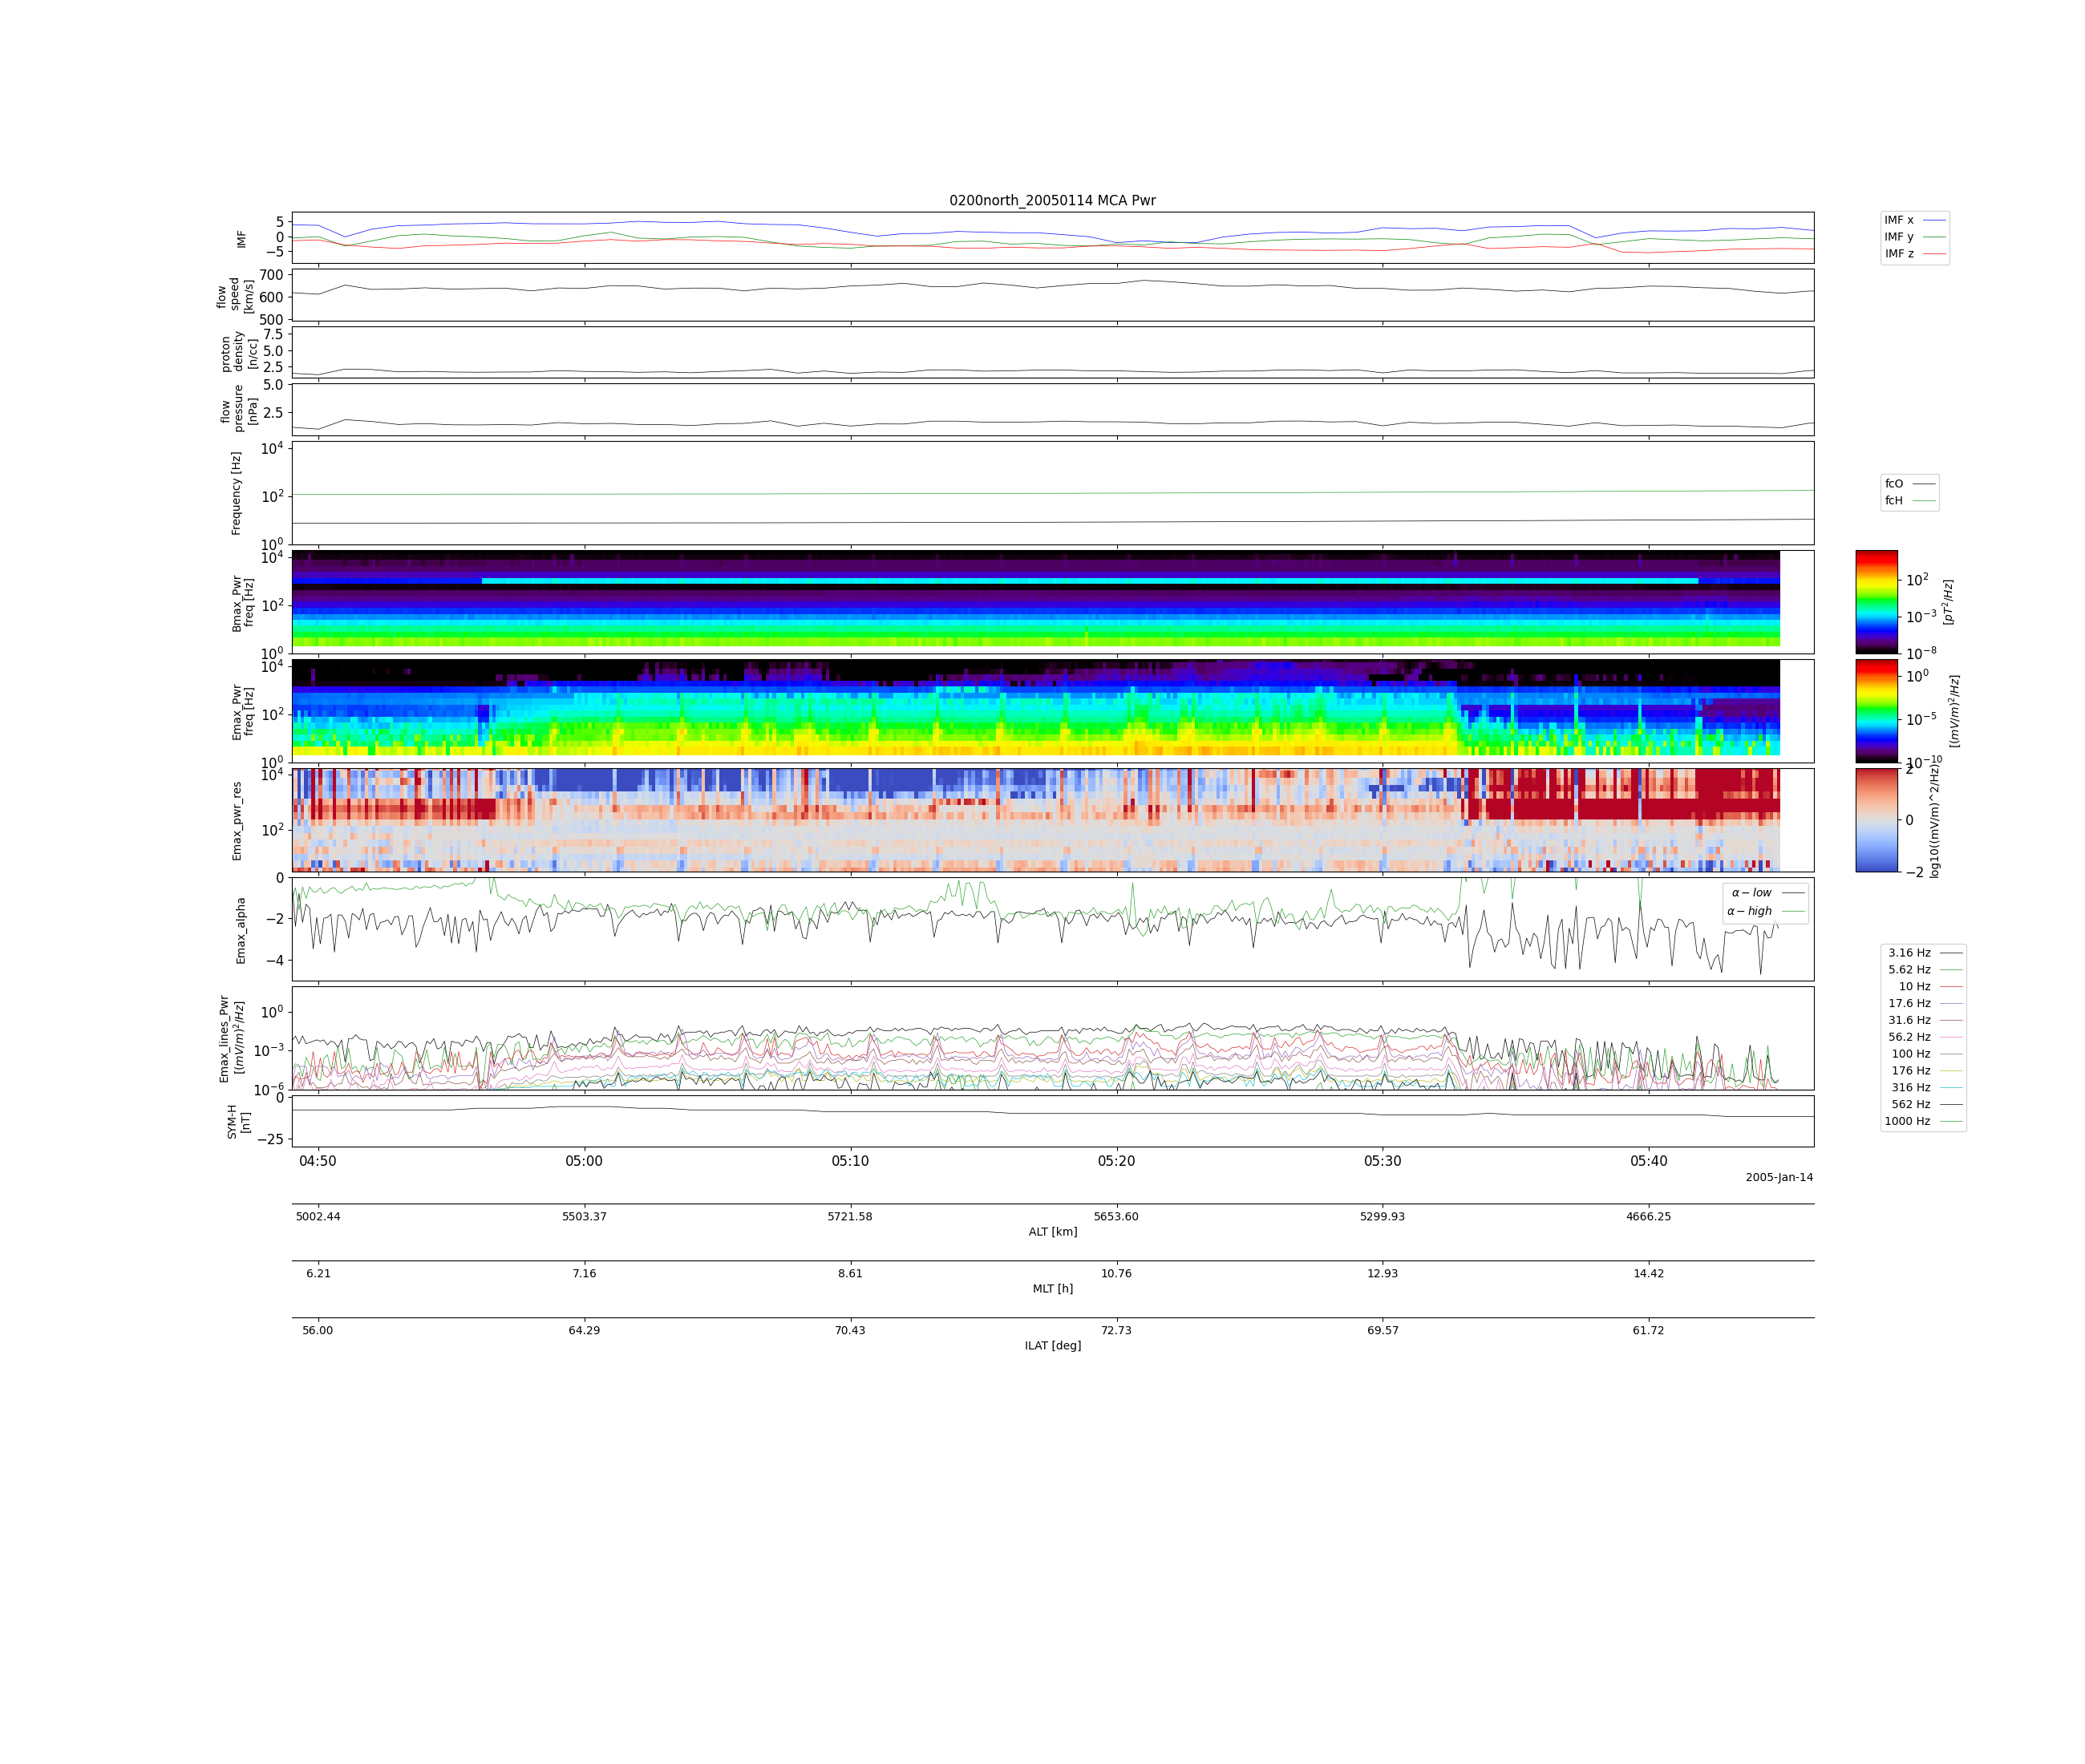 0200north_20050114 MCA Pwr
IMF
5
0
−5
IMF x
IMF y
IMF z
flow
speed
[km/s]
700
600
500
proton
density
[n/cc]
7.5
5.0
2.5
flow
pressure
[nPa]
5.0
2.5
Frequency [Hz]
10^4
10^2
10^0
fcO
fcH
Bmax_Pwr
freq [Hz]
10^4
10^2
10^0
10^2
10^−3
10^−8
[pT^2/Hz]
Emax_Pwr
freq [Hz]
10^4
10^2
10^0
10^0
10^−5
10^−10
[(mV/m)^2/Hz]
Emax_pwr_res
10^4
10^2
2
0
−2
log10((mV/m)^2/Hz)
Emax_alpha
0
−2
−4
α − low
α − high
Emax_lines_Pwr
[(mV/m)^2/Hz]
10^0
10^−3
10^−6
3.16 Hz
5.62 Hz
10 Hz
17.6 Hz
31.6 Hz
56.2 Hz
100 Hz
176 Hz
316 Hz
562 Hz
1000 Hz
SYM-H
[nT]
0
−25
04:50 05:00 05:10 05:20 05:30 05:40
2005-Jan-14
5002.44 5503.37 5721.58 5653.60 5299.93 4666.25
ALT [km]
6.21 7.16 8.61 10.76 12.93 14.42
MLT [h]
56.00 64.29 70.43 72.73 69.57 61.72
ILAT [deg]